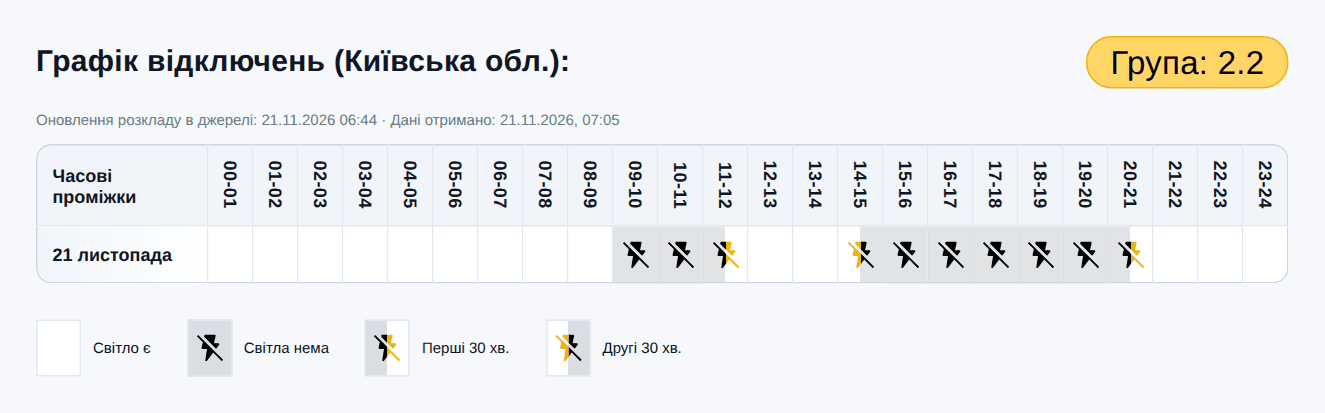 Графік відключень (Київська обл.):
Група: 2.2
Оновлення розкладу в джерелі: 21.11.2026 06:44 · Дані отримано: 21.11.2026, 07:05
Часові
проміжки
00-01
01-02
02-03
03-04
04-05
05-06
06-07
07-08
08-09
09-10
10-11
11-12
12-13
13-14
14-15
15-16
16-17
17-18
18-19
19-20
20-21
21-22
22-23
23-24
21 листопада
Світло є
Світла нема
Перші 30 хв.
Другі 30 хв.